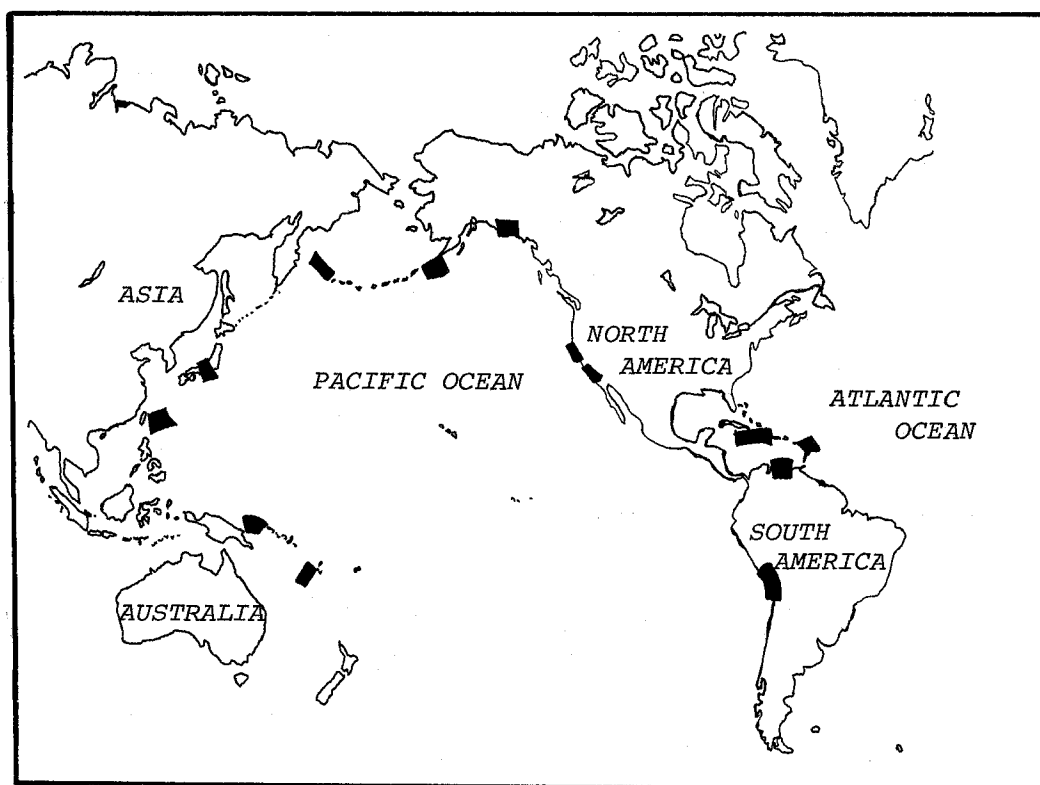 ASIA
NORTH
AMERICA
PACIFIC OCEAN
ATLANTIC
OCEAN
SOUTH
AMERICA
AUSTRALIA